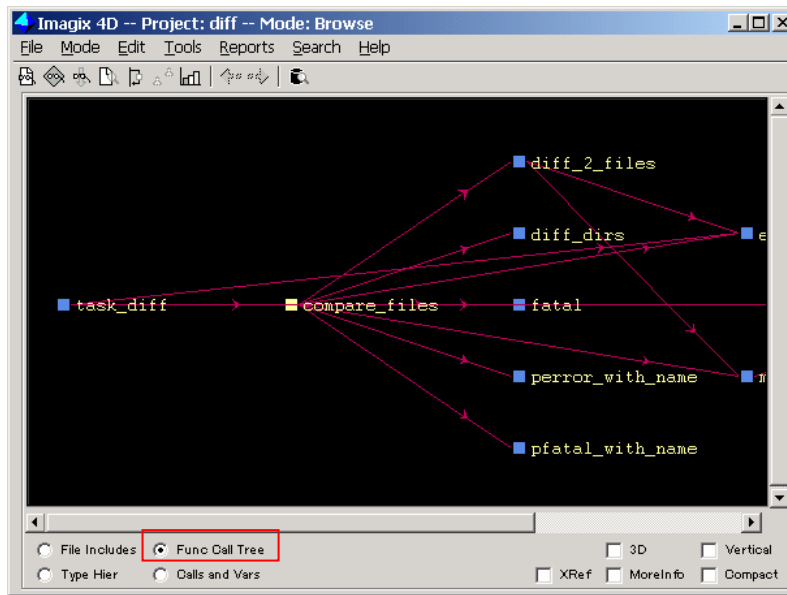 Imagix 4D -- Project: diff -- Mode: Browse
File Mode Edit Tools Reports Search Help
diff_2_files
diff_dirs e
task_diff compare_files fatal
perror_with_name
pfatal_with_name
File Includes Func Call Tree 3D Vertical
Type Hier Calls and Vars XRef MoreInfo Compact